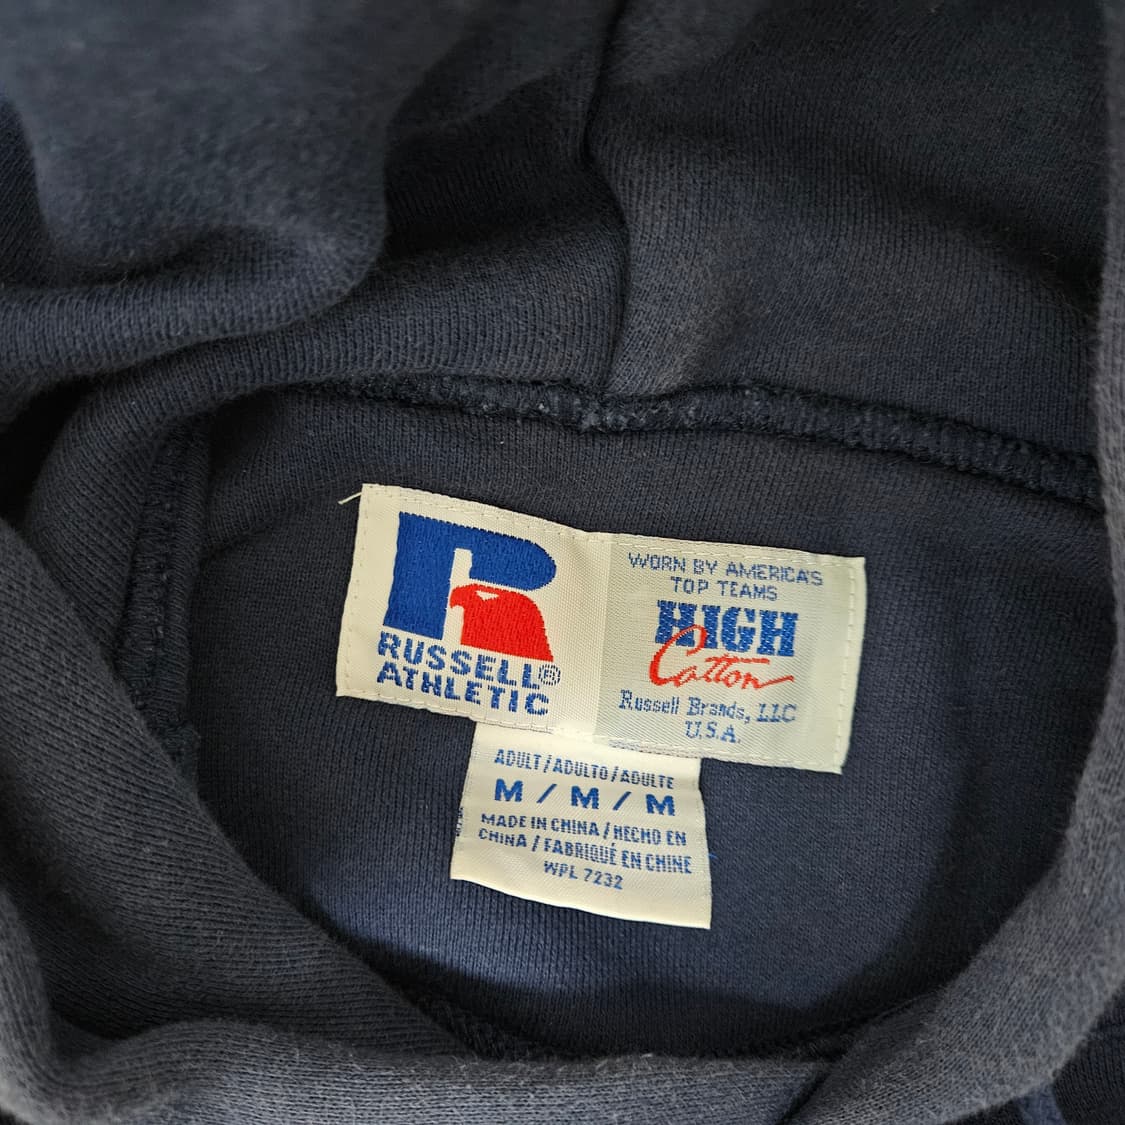 RUSSELL®
ATHLETIC
WORN BY AMERICA'S
TOP TEAMS
HIGH
Cotton
Russell Brands, LLC
U.S.A.
ADULT / ADULTO / ADULTE
M / M / M
MADE IN CHINA / HECHO EN
CHINA / FABRIQUÉ EN CHINE
WPL 7232